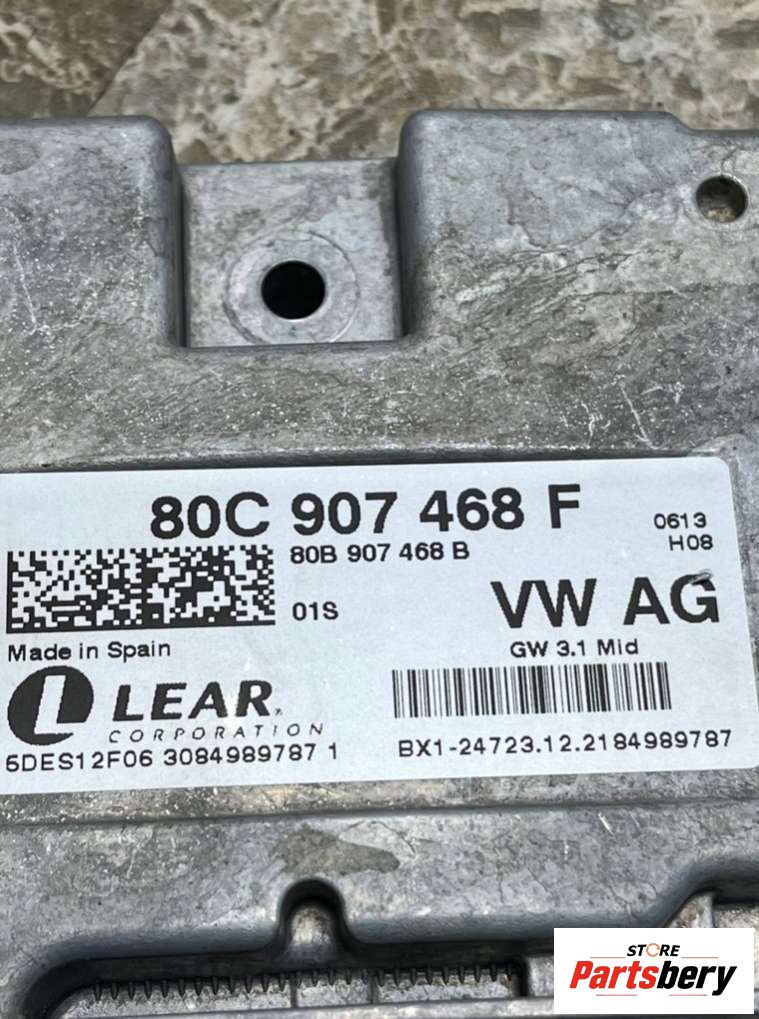 80C 907 468 F
0613
80B 907 468 B
H08
01S
VW AG
Made in Spain
GW 3.1 Mid
LEAR
CORPORATION
5DES12F06 3084989787 1
BX1-24723.12.2184989787
STORE
Partsbery